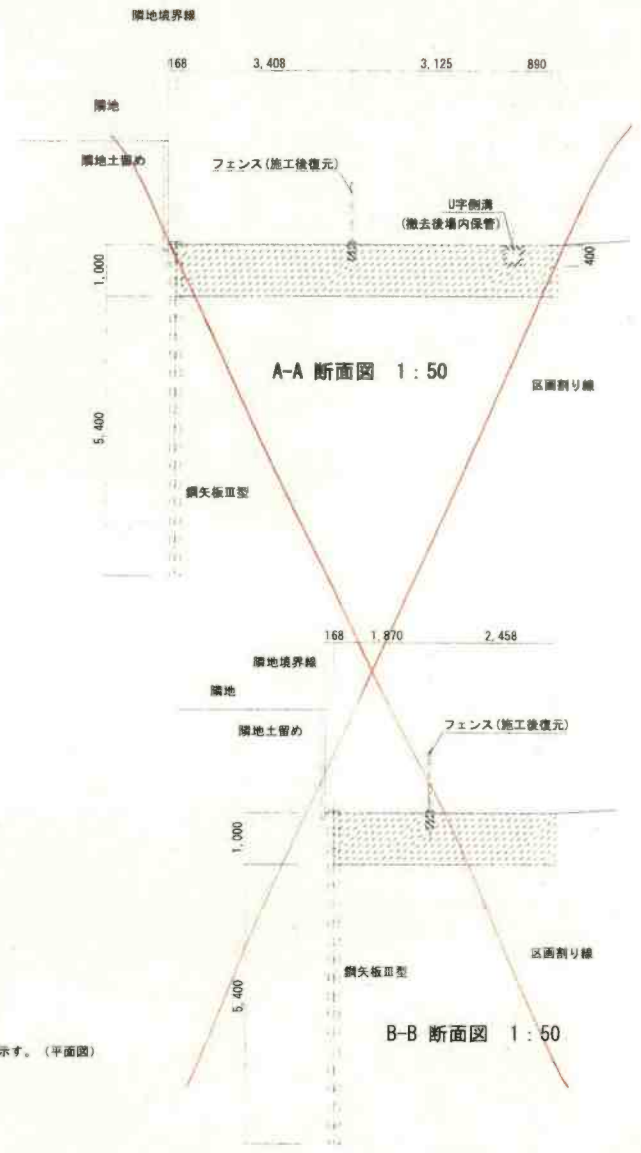 隣地境界線
168 3,408 3,125 890
隣地
隣地土留め
フェンス(施工後復元)
U字側溝
(撤去後場内保管)
1,000
400
A-A 断面図 1:50
区画割り線
5,400
鋼矢板Ⅲ型
168 1,870 2,458
隣地境界線
隣地
隣地土留め
フェンス(施工後復元)
1,000
鋼矢板Ⅲ型
区画割り線
5,400
B-B 断面図 1:50
示す。(平面図)